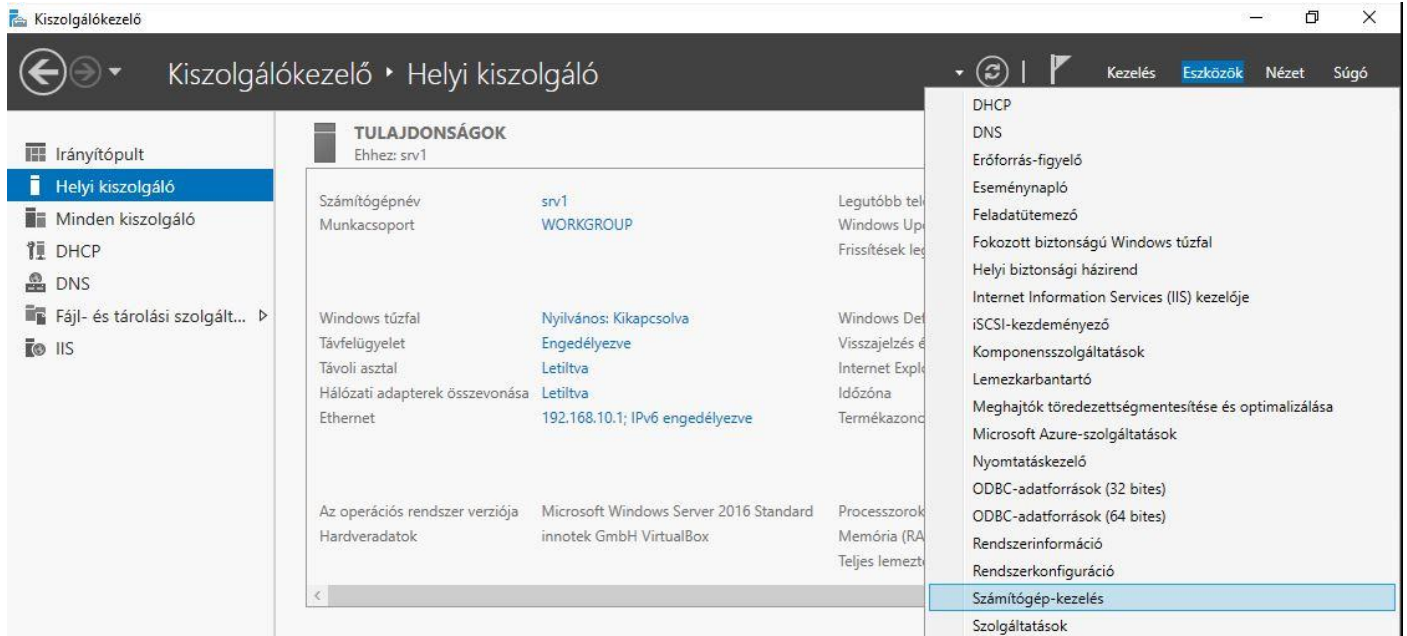 Kiszolgálókezelő
Kiszolgálókezelő • Helyi kiszolgáló
Kezelés Eszközök Nézet Súgó
Irányítópult
Helyi kiszolgáló
Minden kiszolgáló
DHCP
DNS
Fájl- és tárolási szolgált...
IIS
TULAJDONSÁGOK
Ehhez: srv1
Számítógépnév srv1
Munkacsoport WORKGROUP
Windows tűzfal Nyilvános: Kikapcsolva
Távfelügyelet Engedélyezve
Távoli asztal Letiltva
Hálózati adapterek összevonása Letiltva
Ethernet 192.168.10.1; IPv6 engedélyezve
Az operációs rendszer verziója Microsoft Windows Server 2016 Standard
Hardveradatok innotek GmbH VirtualBox
Legutóbb tel
Windows Up
Frissítések le
Windows Def
Visszajelzés é
Internet Expl
Időzóna
Termékazono
Processzorok
Memória (RA
Teljes lemezt
DHCP
DNS
Erőforrás-figyelő
Eseménynapló
Feladatütemező
Fokozott biztonságú Windows tűzfal
Helyi biztonsági házirend
Internet Information Services (IIS) kezelője
iSCSI-kezdeményező
Komponensszolgáltatások
Lemezkarbantartó
Meghajtók töredezettségmentesítése és optimalizálása
Microsoft Azure-szolgáltatások
Nyomtatáskezelő
ODBC-adatforrások (32 bites)
ODBC-adatforrások (64 bites)
Rendszerinformáció
Rendszerkonfiguráció
Számítógép-kezelés
Szolgáltatások